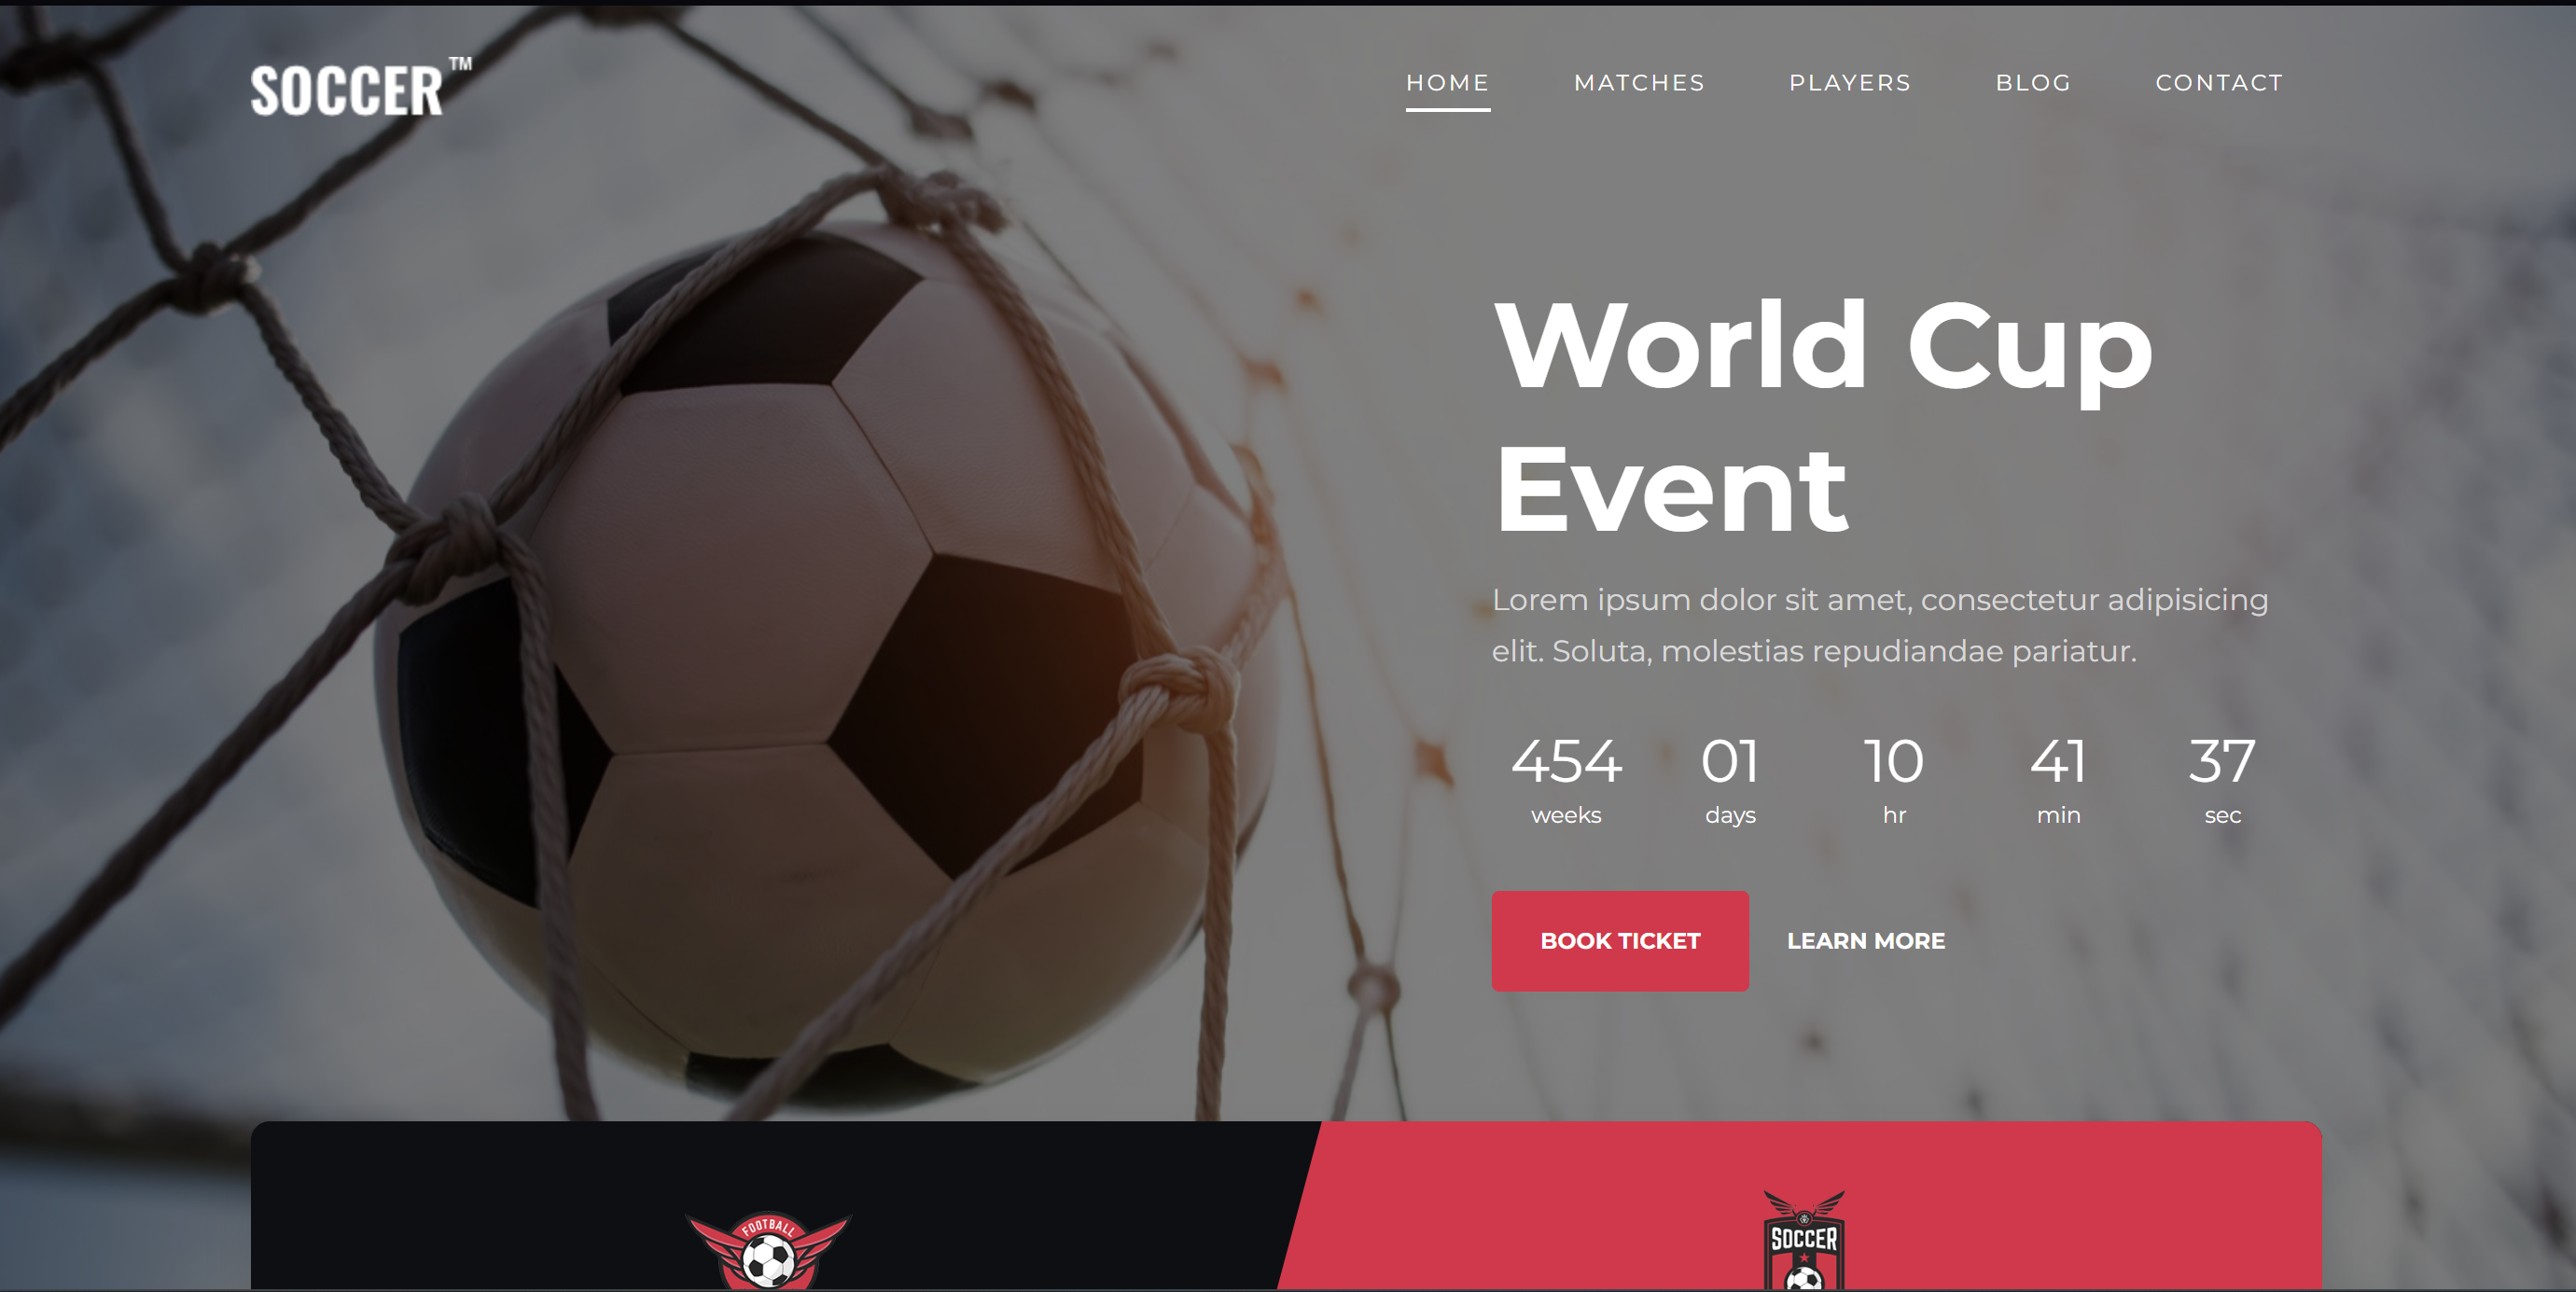 SOCCER™
HOME MATCHES PLAYERS BLOG CONTACT
World Cup
Event
Lorem ipsum dolor sit amet, consectetur adipisicing
elit. Soluta, molestias repudiandae pariatur.
454 01 10 41 37
weeks days hr min sec
BOOK TICKET LEARN MORE
FOOTBALL
SOCCER